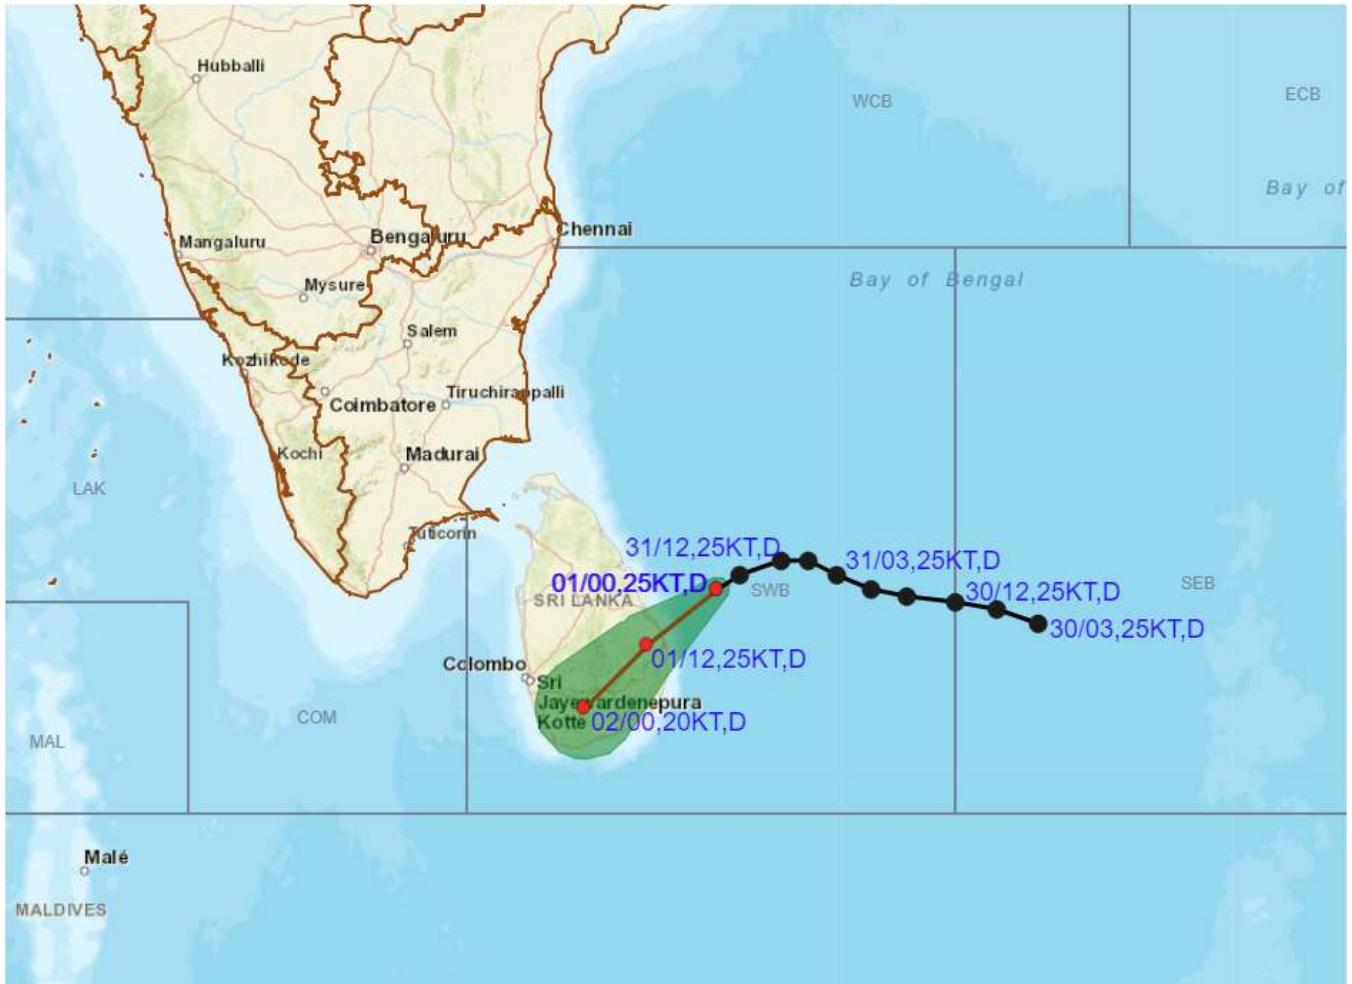 Hubballi
WCB
ECB
Bay of
Mangaluru
Bengaluru
Chennai
Bay of Bengal
Mysure
Salem
Kozhikode
Coimbatore
Tiruchirappalli
Kochi
Madurai
LAK
Tuticorin
31/12,25KT,D
31/03,25KT,D
01/00,25KT,D
SWB
30/12,25KT,D
SEB
SRI LANKA
30/03,25KT,D
Colombo
01/12,25KT,D
Sri
Jayewardenepura
Kotte
02/00,20KT,D
COM
MAL
Malé
MALDIVES